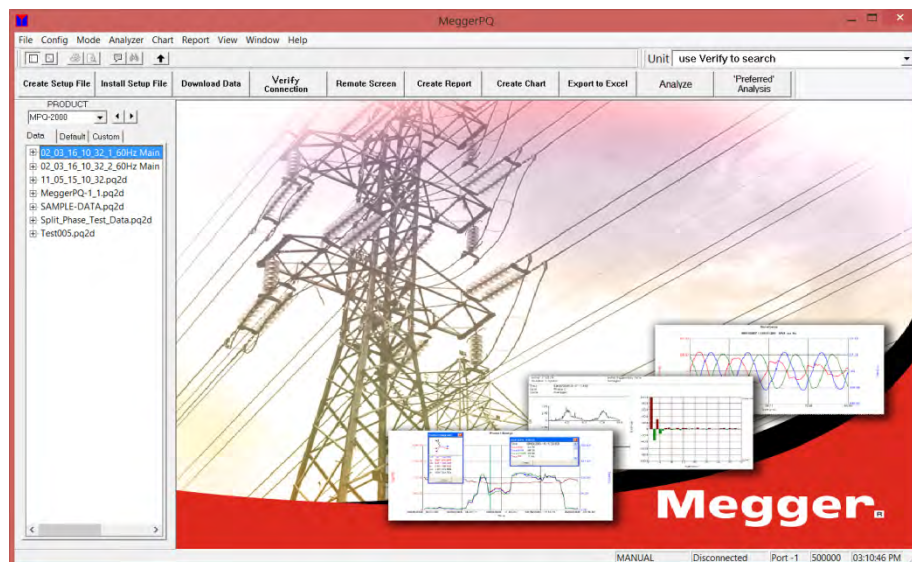 MeggerPQ
File Config Mode Analyzer Chart Report View Window Help
Unit use Verify to search
Create Setup File Install Setup File Download Data Verify Connection Remote Screen Create Report Create Chart Export to Excel Analyze 'Preferred' Analysis
PRODUCT
MPQ-2000
Data Default Custom
02_03_16_10_32_1_60Hz Main
02_03_16_10_32_2_60Hz Main
11_05_15_10_32.pq2d
MeggerPQ-1_1.pq2d
SAMPLE-DATA.pq2d
Split_Phase_Test_Data.pq2d
Test005.pq2d
Megger
R
MANUAL Disconnected Port -1 500000 03:10:46 PM